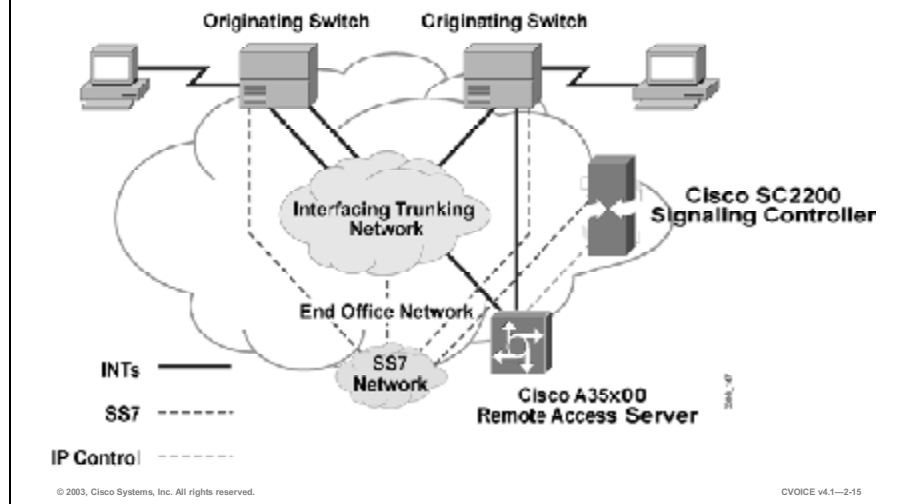 Originating Switch
Originating Switch
Cisco SC2200
Signaling Controller
Interfacing Trunking
Network
End Office Network
SS7
Network
INTs
SS7
IP Control
Cisco A35x00
Remote Access Server
© 2003, Cisco Systems, Inc. All rights reserved.
CVOICE v4.1—2-15